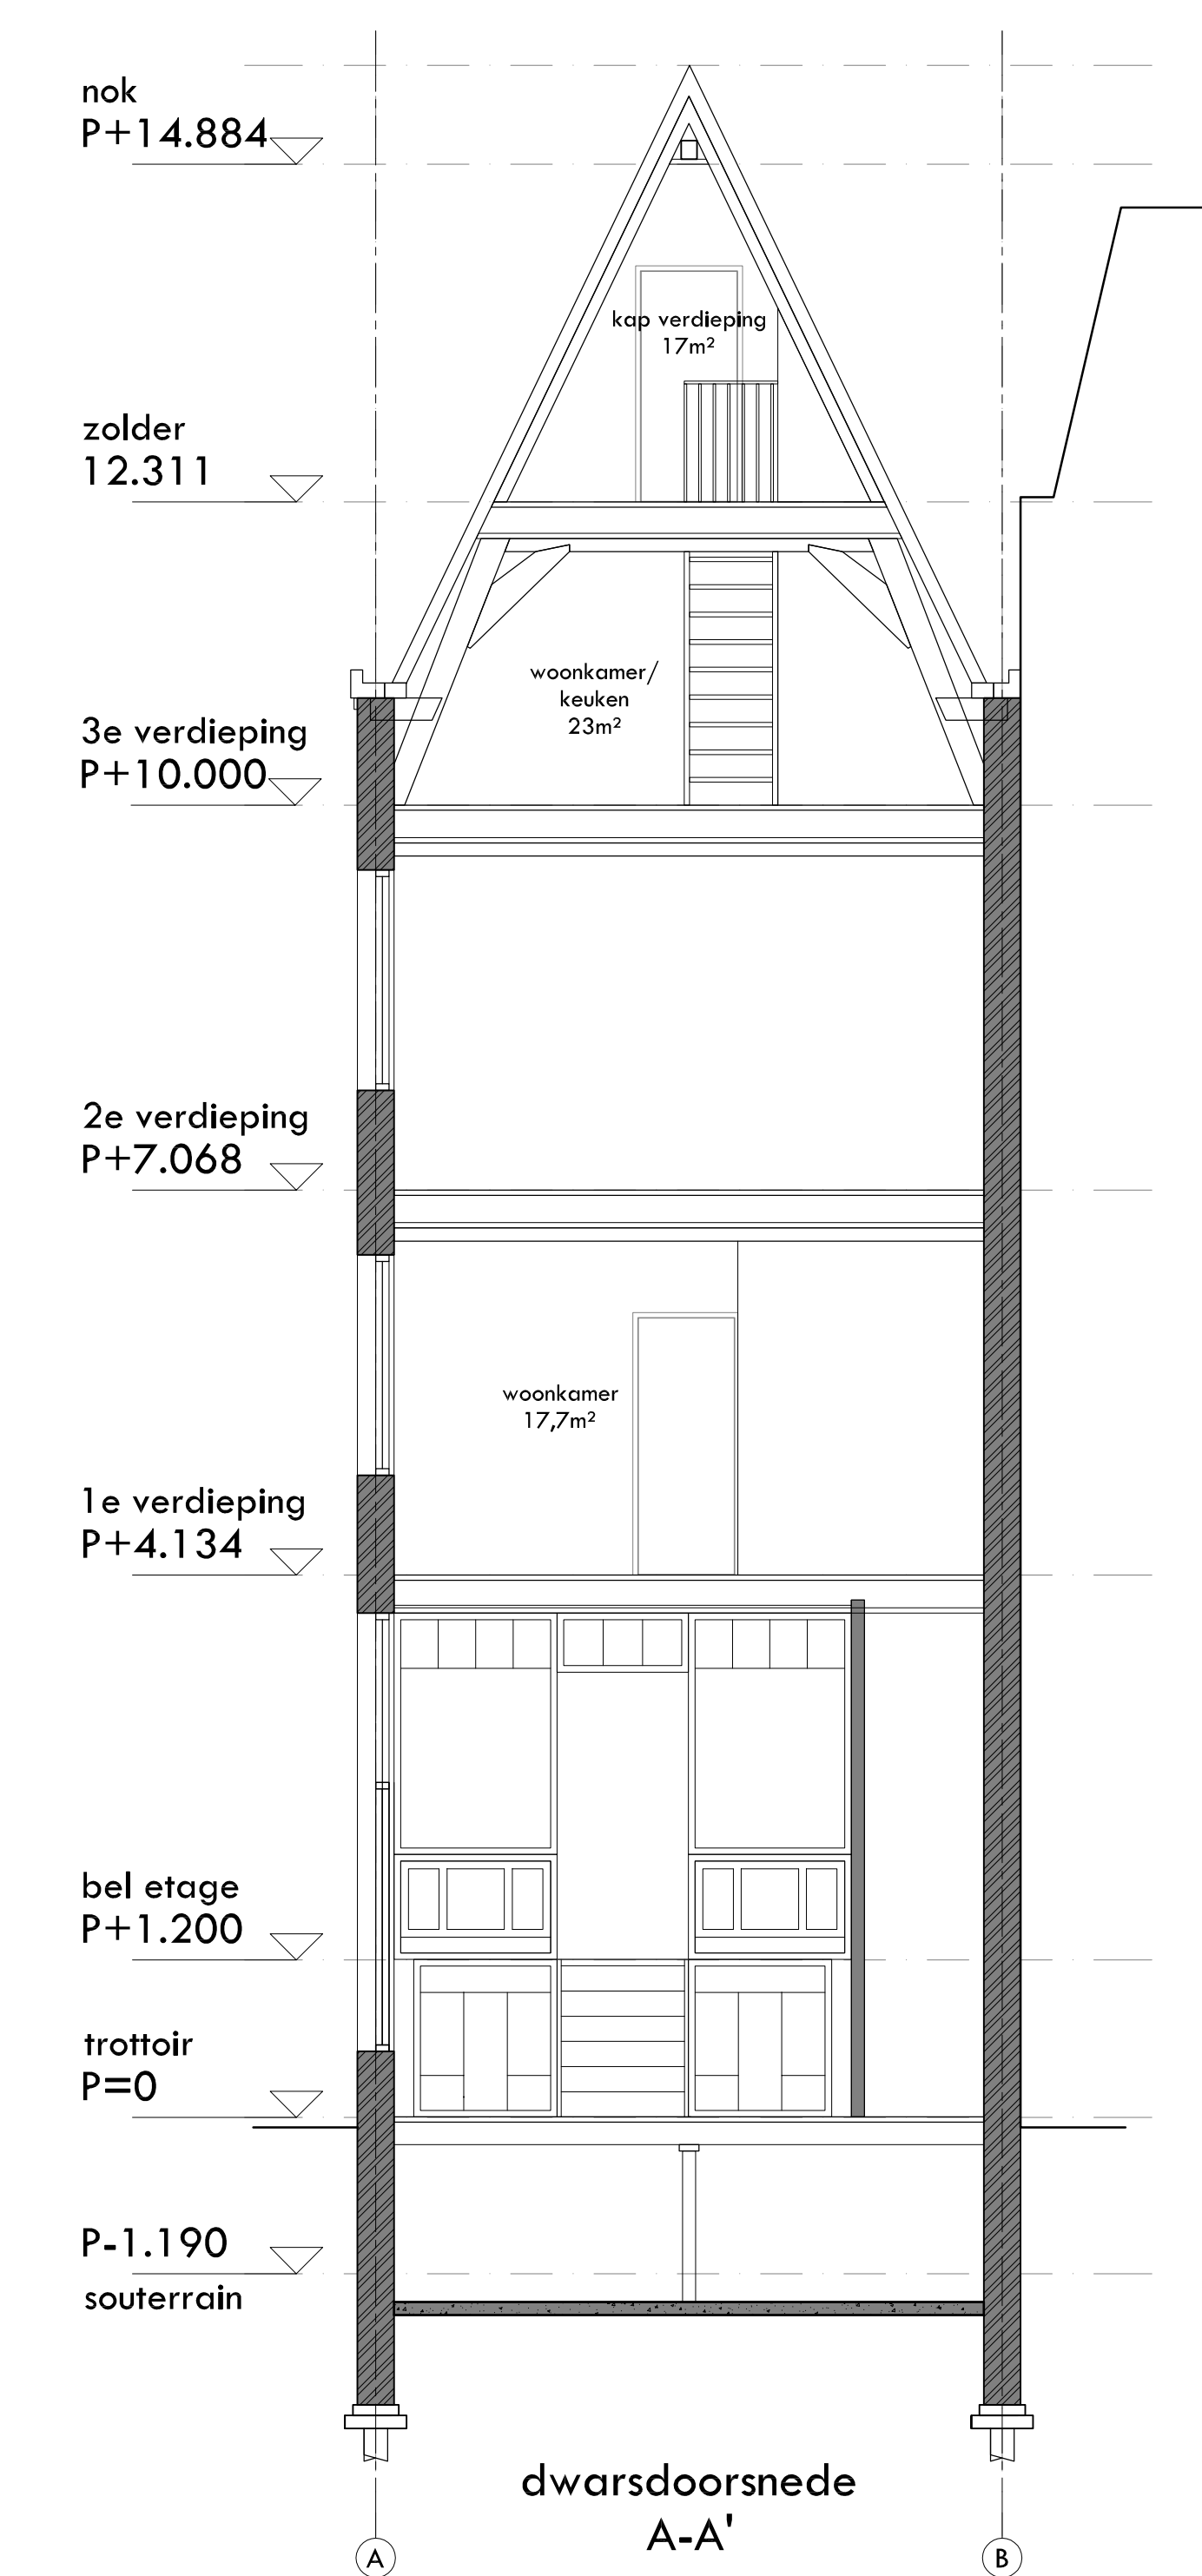 nok
P+14.884
kap verdieping
17m²
zolder
12.311
woonkamer/
keuken
23m²
3e verdieping
P+10.000
2e verdieping
P+7.068
woonkamer
17,7m²
1e verdieping
P+4.134
bel etage
P+1.200
trottoir
P=0
P-1.190
souterrain
dwarsdoorsnede
A-A'
A
B